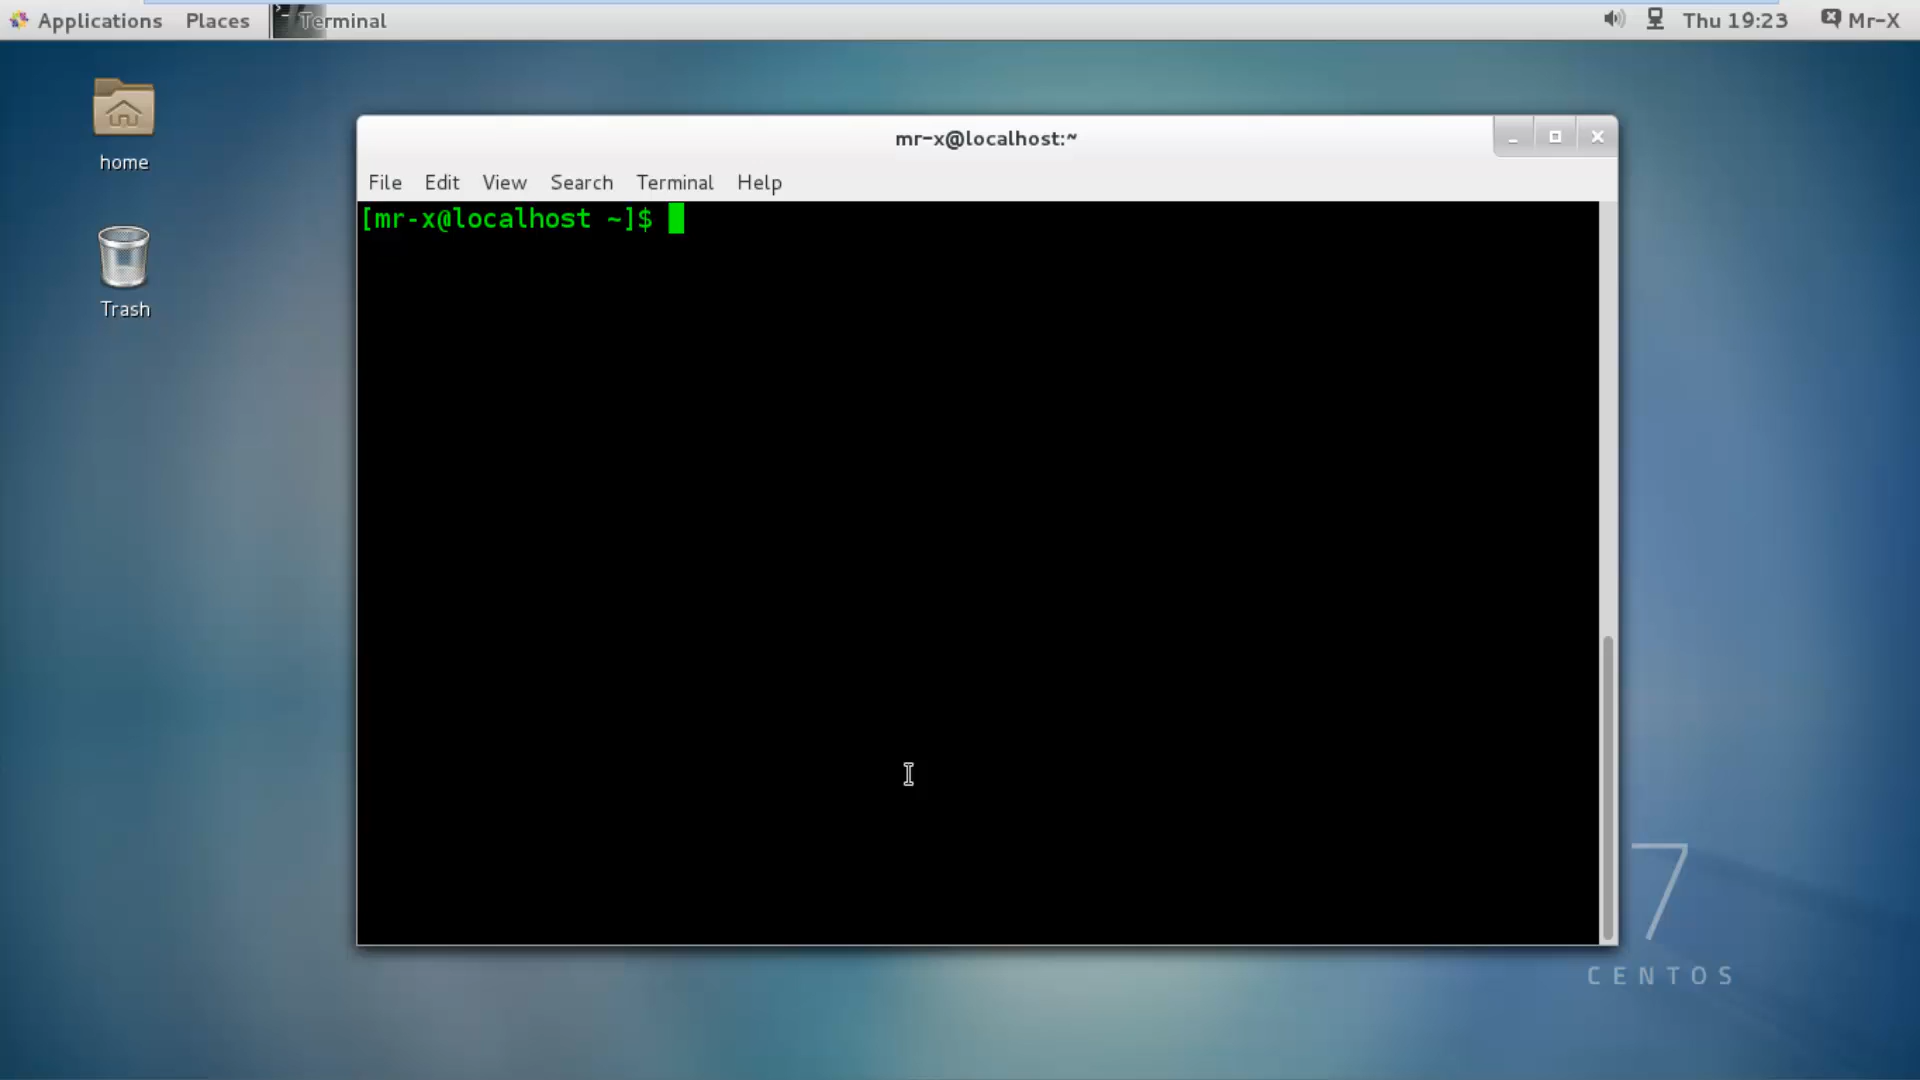 Applications Places Terminal Thu 19:23 Mr-X
home
Trash
mr-x@localhost:~
File Edit View Search Terminal Help
[mr-x@localhost ~]$
7
CENTOS